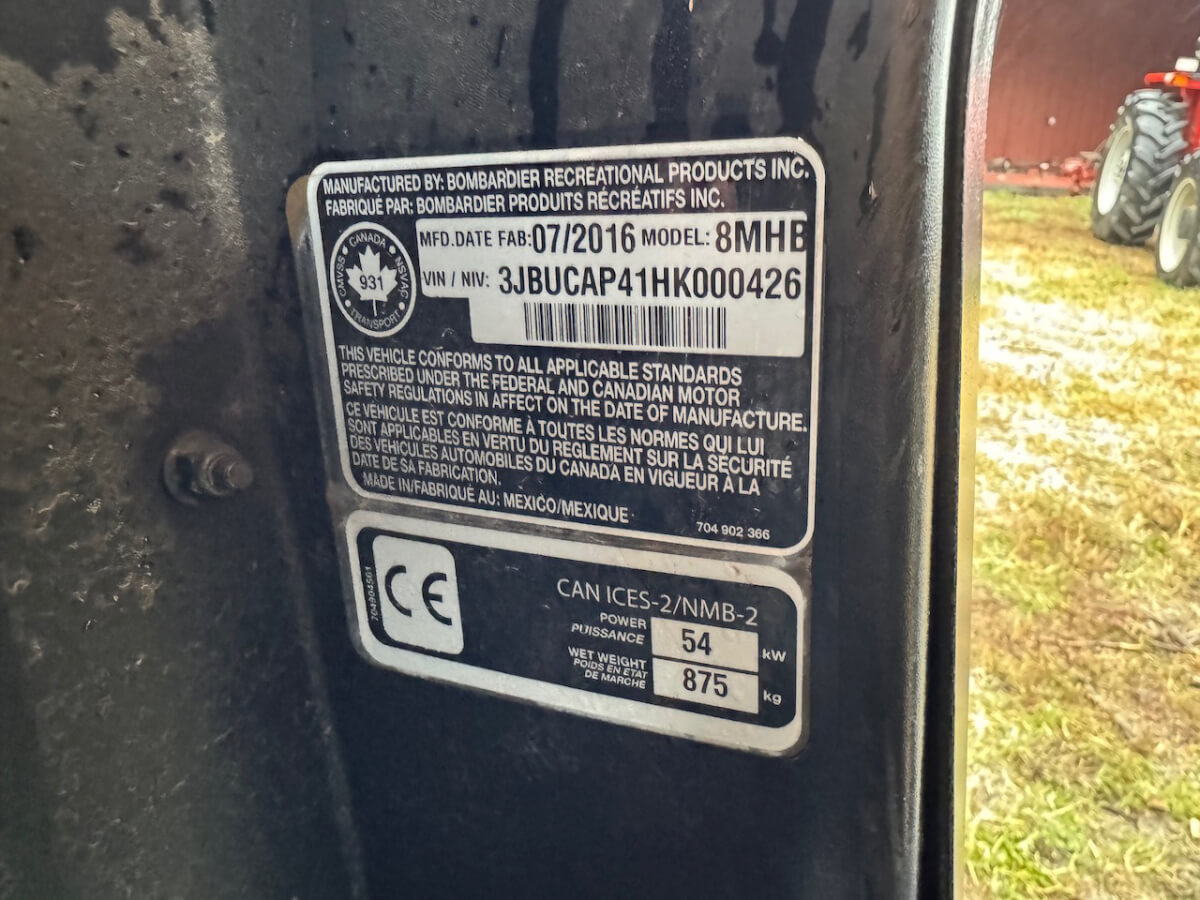 MANUFACTURED BY: BOMBARDIER RECREATIONAL PRODUCTS INC.
FABRIQUÉ PAR: BOMBARDIER PRODUITS RÉCRÉATIFS INC.
CANADA
CMVSS
931
NSVAC
TRANSPORT
MFD.DATE FAB:07/2016 MODEL: 8MHB
VIN / NIV: 3JBUCAP41HK000426
THIS VEHICLE CONFORMS TO ALL APPLICABLE STANDARDS
PRESCRIBED UNDER THE FEDERAL AND CANADIAN MOTOR
SAFETY REGULATIONS IN AFFECT ON THE DATE OF MANUFACTURE.
CE VÉHICULE EST CONFORME À TOUTES LES NORMES QUI LUI
SONT APPLICABLES EN VERTU DU RÈGLEMENT SUR LA SÉCURITÉ
DES VÉHICULES AUTOMOBILES DU CANADA EN VIGUEUR À LA
DATE DE SA FABRICATION.
MADE IN/FABRIQUÉ AU: MEXICO/MEXIQUE
704 902 366
704904561
CE
CAN ICES-2/NMB-2
POWER
PUISSANCE
54 kW
WET WEIGHT
POIDS EN ETAT
DE MARCHE
875 kg